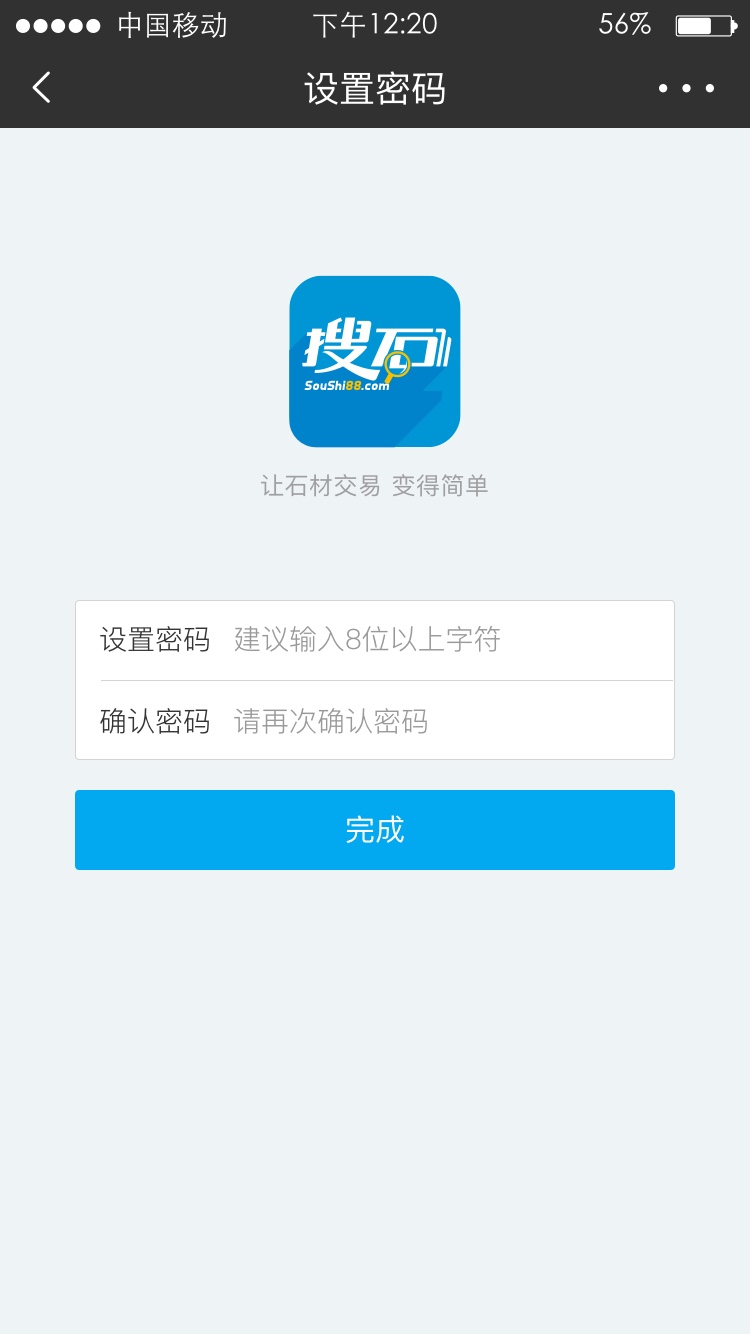 中国移动 下午12:20 56%
设置密码
搜石
SouShi88.com
让石材交易 变得简单
设置密码 建议输入8位以上字符
确认密码 请再次确认密码
完成